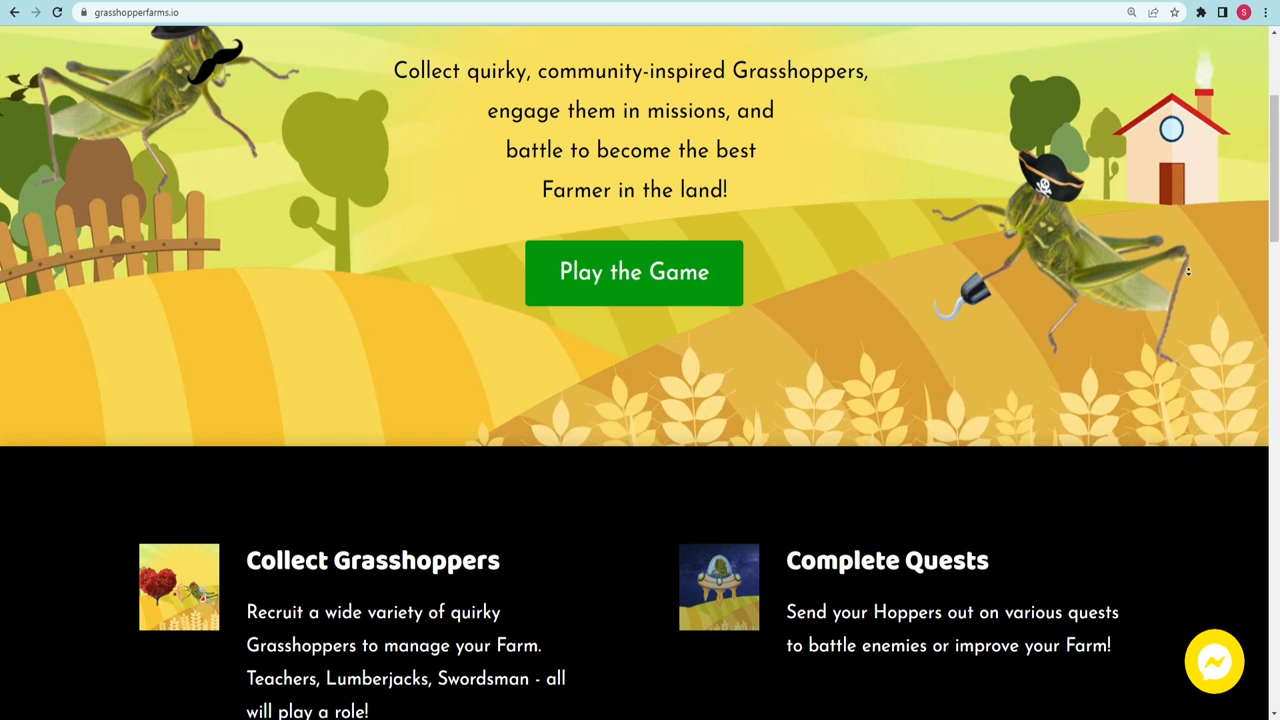 grasshopperfarms.io
S
Collect quirky, community-inspired Grasshoppers,
engage them in missions, and
battle to become the best
Farmer in the land!
Play the Game
Collect Grasshoppers
Recruit a wide variety of quirky
Grasshoppers to manage your Farm.
Teachers, Lumberjacks, Swordsman - all
will play a role!
Complete Quests
Send your Hoppers out on various quests
to battle enemies or improve your Farm!